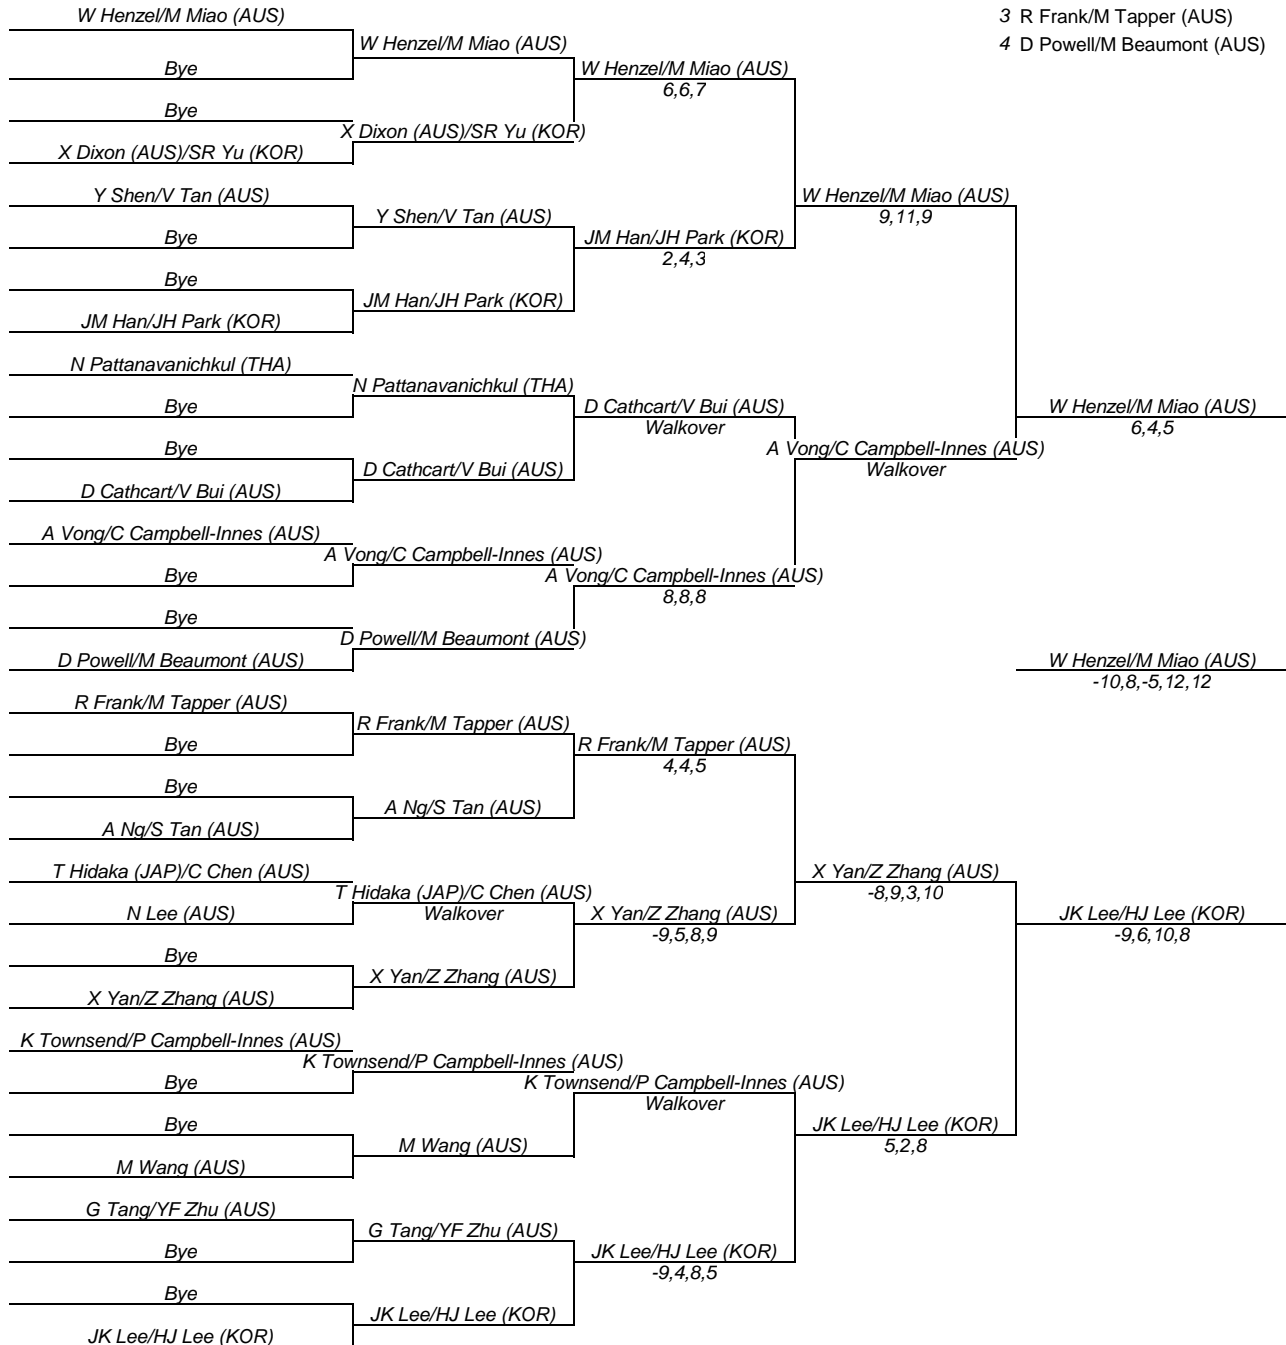 W Henzel/M Miao (AUS)
3 R Frank/M Tapper (AUS)
W Henzel/M Miao (AUS)
4 D Powell/M Beaumont (AUS)
Bye
W Henzel/M Miao (AUS)
6,6,7
Bye
X Dixon (AUS)/SR Yu (KOR)
X Dixon (AUS)/SR Yu (KOR)
Y Shen/V Tan (AUS)
W Henzel/M Miao (AUS)
9,11,9
Y Shen/V Tan (AUS)
Bye
JM Han/JH Park (KOR)
2,4,3
Bye
JM Han/JH Park (KOR)
JM Han/JH Park (KOR)
N Pattanavanichkul (THA)
N Pattanavanichkul (THA)
Bye
D Cathcart/V Bui (AUS)
Walkover
W Henzel/M Miao (AUS)
6,4,5
Bye
A Vong/C Campbell-Innes (AUS)
Walkover
D Cathcart/V Bui (AUS)
D Cathcart/V Bui (AUS)
A Vong/C Campbell-Innes (AUS)
A Vong/C Campbell-Innes (AUS)
Bye
A Vong/C Campbell-Innes (AUS)
8,8,8
Bye
D Powell/M Beaumont (AUS)
D Powell/M Beaumont (AUS)
W Henzel/M Miao (AUS)
-10,8,-5,12,12
R Frank/M Tapper (AUS)
R Frank/M Tapper (AUS)
Bye
R Frank/M Tapper (AUS)
4,4,5
Bye
A Ng/S Tan (AUS)
A Ng/S Tan (AUS)
T Hidaka (JAP)/C Chen (AUS)
X Yan/Z Zhang (AUS)
-8,9,3,10
T Hidaka (JAP)/C Chen (AUS)
Walkover
N Lee (AUS)
X Yan/Z Zhang (AUS)
-9,5,8,9
JK Lee/HJ Lee (KOR)
-9,6,10,8
Bye
X Yan/Z Zhang (AUS)
X Yan/Z Zhang (AUS)
K Townsend/P Campbell-Innes (AUS)
K Townsend/P Campbell-Innes (AUS)
Bye
K Townsend/P Campbell-Innes (AUS)
Walkover
Bye
JK Lee/HJ Lee (KOR)
5,2,8
M Wang (AUS)
M Wang (AUS)
G Tang/YF Zhu (AUS)
G Tang/YF Zhu (AUS)
Bye
JK Lee/HJ Lee (KOR)
-9,4,8,5
Bye
JK Lee/HJ Lee (KOR)
JK Lee/HJ Lee (KOR)